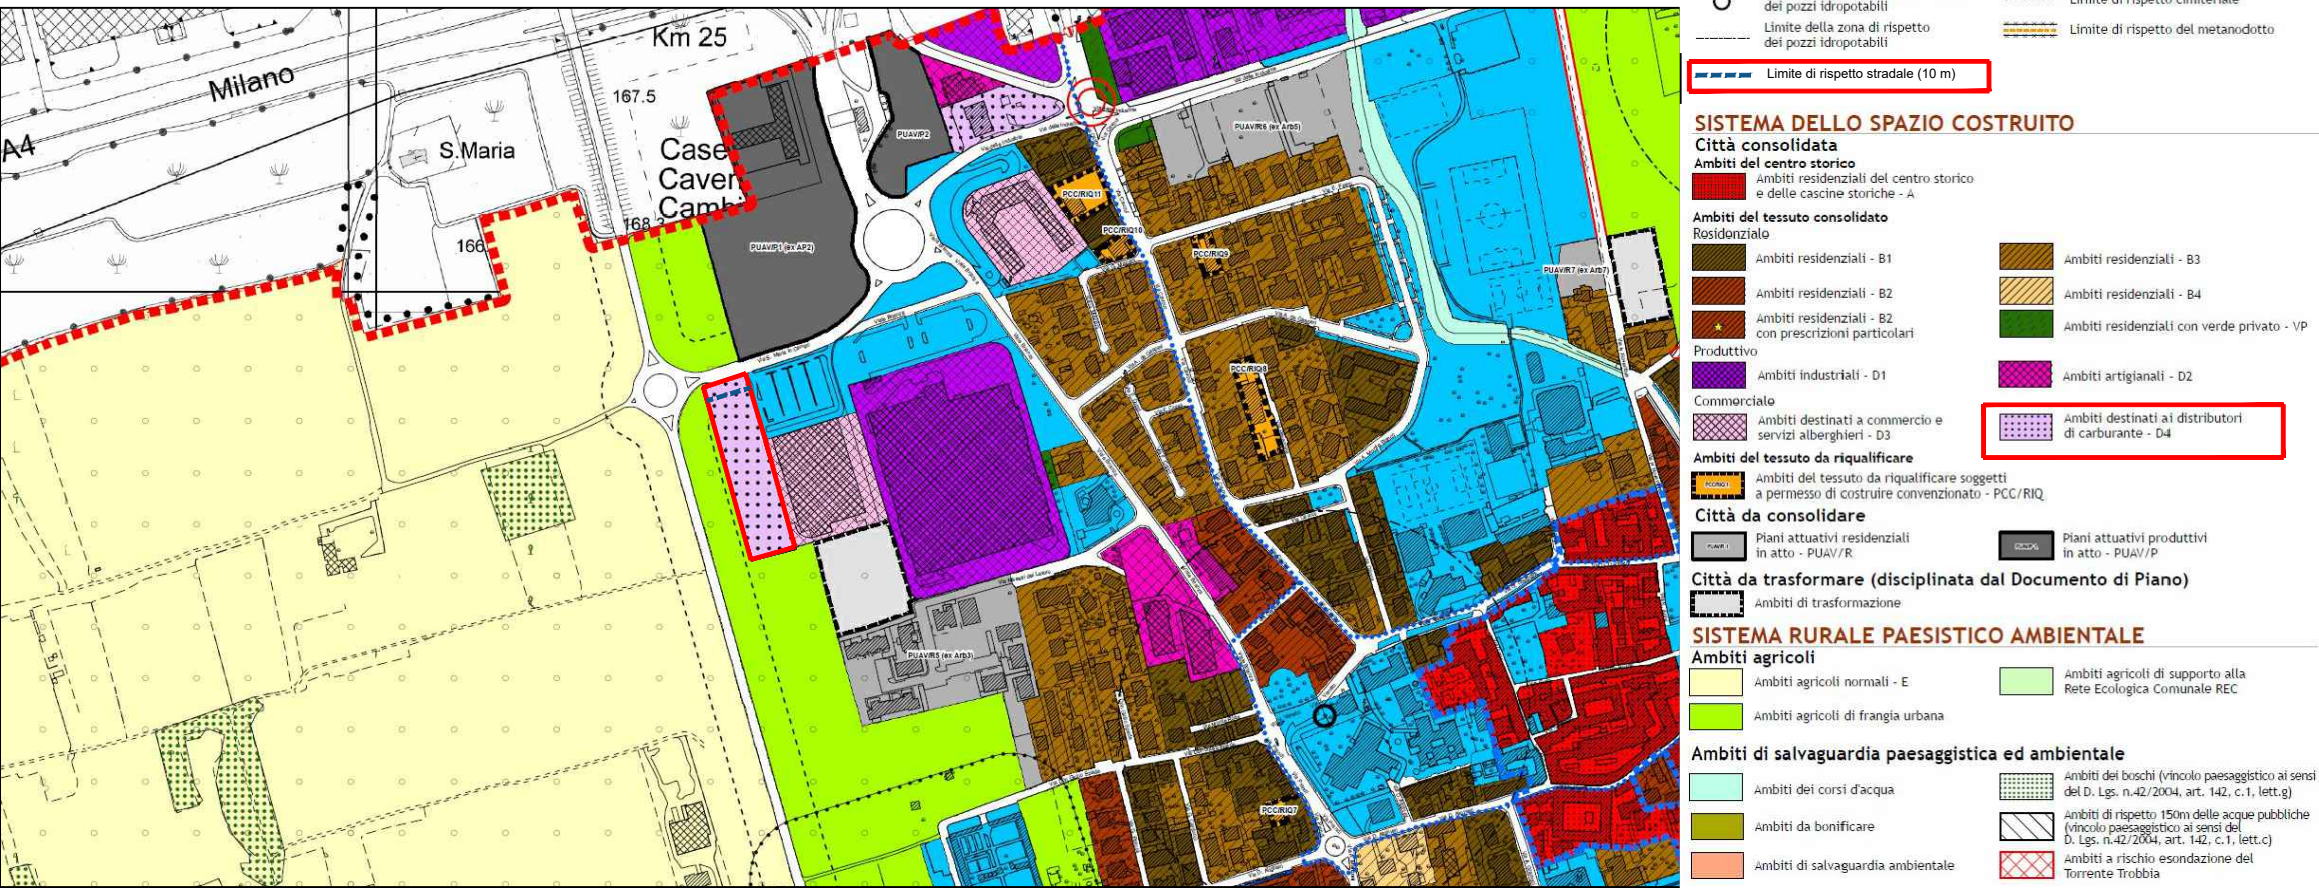 Km 25
Milano
A4
S.Maria
167.5
Case
Caven
Cambi
168.3
166
PUAV/P1 (ex AP2)
PUAV/P2
PUAV/R6 (ex Arb5)
PCC/RIQ11
PCC/RIQ10
PCC/RIQ9
PUAV/R7 (ex Arb7)
PCC/RIQ8
PUAV/R5 (ex Arb3)
PCC/RIQ7
dei pozzi idropotabili
Limite di rispetto cimiteriale
Limite della zona di rispetto
dei pozzi idropotabili
Limite di rispetto del metanodotto
Limite di rispetto stradale (10 m)
SISTEMA DELLO SPAZIO COSTRUITO
Città consolidata
Ambiti del centro storico
Ambiti residenziali del centro storico
e delle cascine storiche - A
Ambiti del tessuto consolidato
Residenziale
Ambiti residenziali - B1
Ambiti residenziali - B3
Ambiti residenziali - B2
Ambiti residenziali - B4
Ambiti residenziali - B2
con prescrizioni particolari
Ambiti residenziali con verde privato - VP
Produttivo
Ambiti industriali - D1
Ambiti artigianali - D2
Commerciale
Ambiti destinati a commercio e
servizi alberghieri - D3
Ambiti destinati ai distributori
di carburante - D4
Ambiti del tessuto da riqualificare
Ambiti del tessuto da riqualificare soggetti
a permesso di costruire convenzionato - PCC/RIQ
Città da consolidare
Piani attuativi residenziali
in atto - PUAV/R
Piani attuativi produttivi
in atto - PUAV/P
Città da trasformare (disciplinata dal Documento di Piano)
Ambiti di trasformazione
SISTEMA RURALE PAESISTICO AMBIENTALE
Ambiti agricoli
Ambiti agricoli normali - E
Ambiti agricoli di supporto alla
Rete Ecologica Comunale REC
Ambiti agricoli di frangia urbana
Ambiti di salvaguardia paesaggistica ed ambientale
Ambiti dei corsi d'acqua
Ambiti dei boschi (vincolo paesaggistico ai sensi
del D. Lgs. n.42/2004, art. 142, c.1, lett.g)
Ambiti da bonificare
Ambiti di rispetto 150m delle acque pubbliche
(vincolo paesaggistico ai sensi del
D. Lgs. n.42/2004, art. 142, c.1, lett.c)
Ambiti di salvaguardia ambientale
Ambiti a rischio esondazione del
Torrente Trobbia